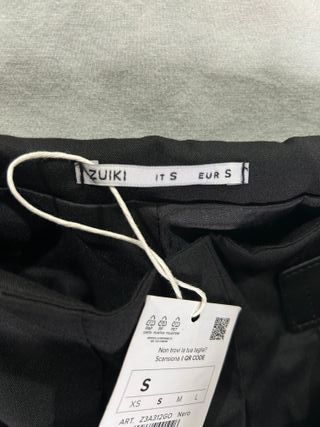 ZUIKI IT S EUR S
Non trovi la tua taglia?
Scansiona il QR CODE
S
XS S M L
ART. Z3A312GO Nero